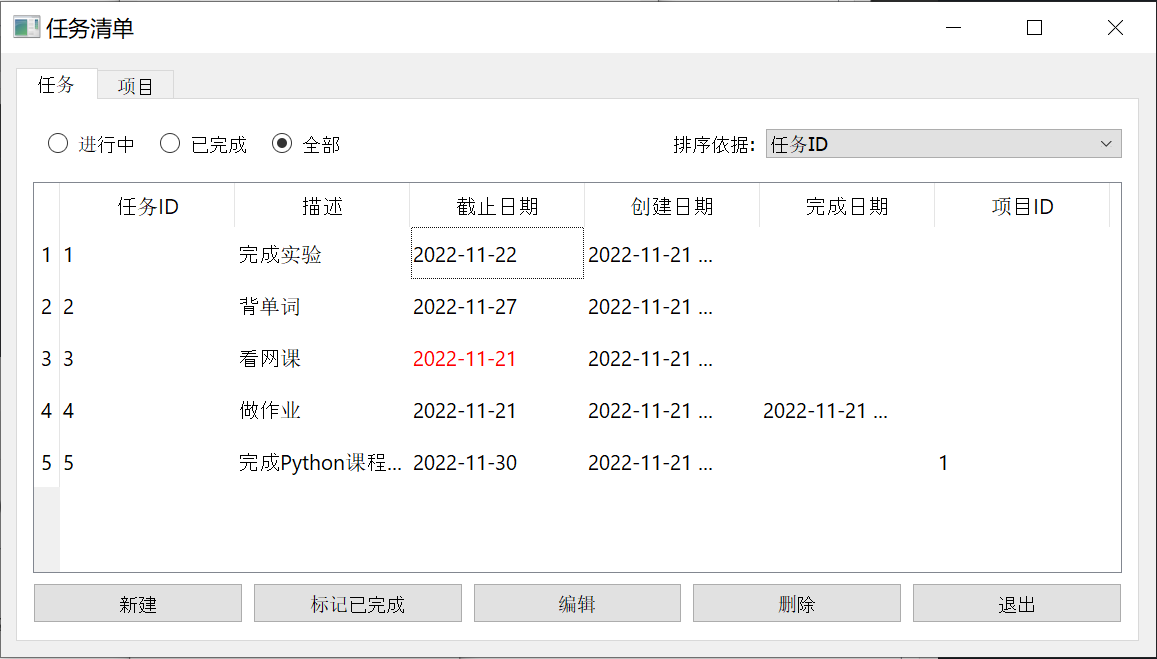 任务清单
任务 项目
进行中 已完成 全部 排序依据: 任务ID
任务ID 描述 截止日期 创建日期 完成日期 项目ID
1 1 完成实验 2022-11-22 2022-11-21 ...
2 2 背单词 2022-11-27 2022-11-21 ...
3 3 看网课 2022-11-21 2022-11-21 ...
4 4 做作业 2022-11-21 2022-11-21 ... 2022-11-21 ...
5 5 完成Python课程... 2022-11-30 2022-11-21 ... 1
新建 标记已完成 编辑 删除 退出